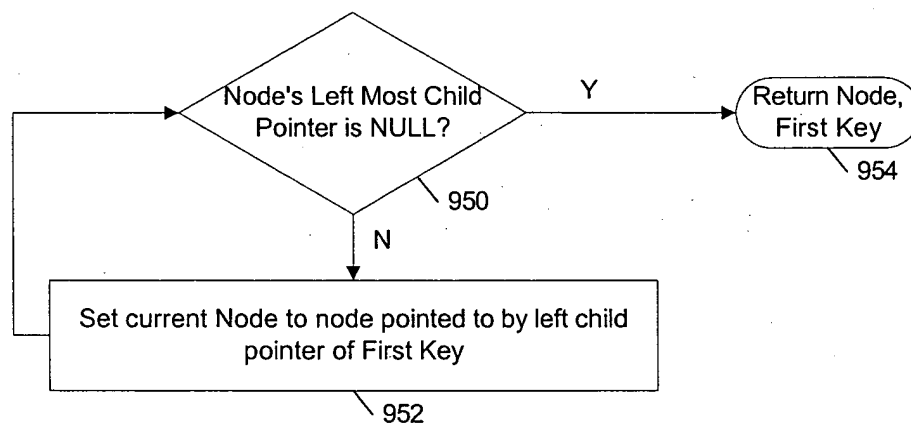 Node's Left Most Child
Pointer is NULL?
Y
Return Node,
First Key
954
950
N
Set current Node to node pointed to by left child
pointer of First Key
952